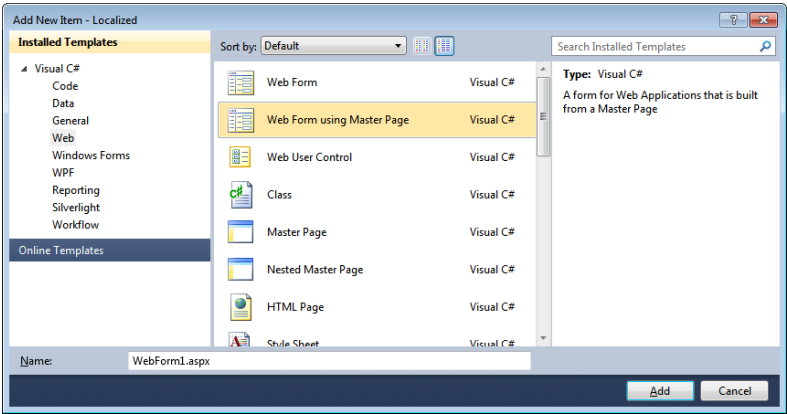 Add New Item - Localized
Installed Templates
Visual C#
Code
Data
General
Web
Windows Forms
WPF
Reporting
Silverlight
Workflow
Online Templates
Sort by: Default
Search Installed Templates
Web Form Visual C#
Web Form using Master Page Visual C#
Web User Control Visual C#
C# Class Visual C#
Master Page Visual C#
Nested Master Page Visual C#
HTML Page Visual C#
A Style Sheet Visual C#
Type: Visual C#
A form for Web Applications that is built
from a Master Page
Name: WebForm1.aspx
Add Cancel